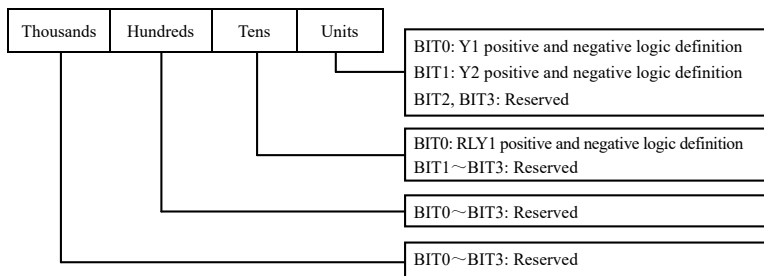 Thousands Hundreds Tens Units
BIT0: Y1 positive and negative logic definition
BIT1: Y2 positive and negative logic definition
BIT2, BIT3: Reserved
BIT0: RLY1 positive and negative logic definition
BIT1～BIT3: Reserved
BIT0～BIT3: Reserved
BIT0～BIT3: Reserved